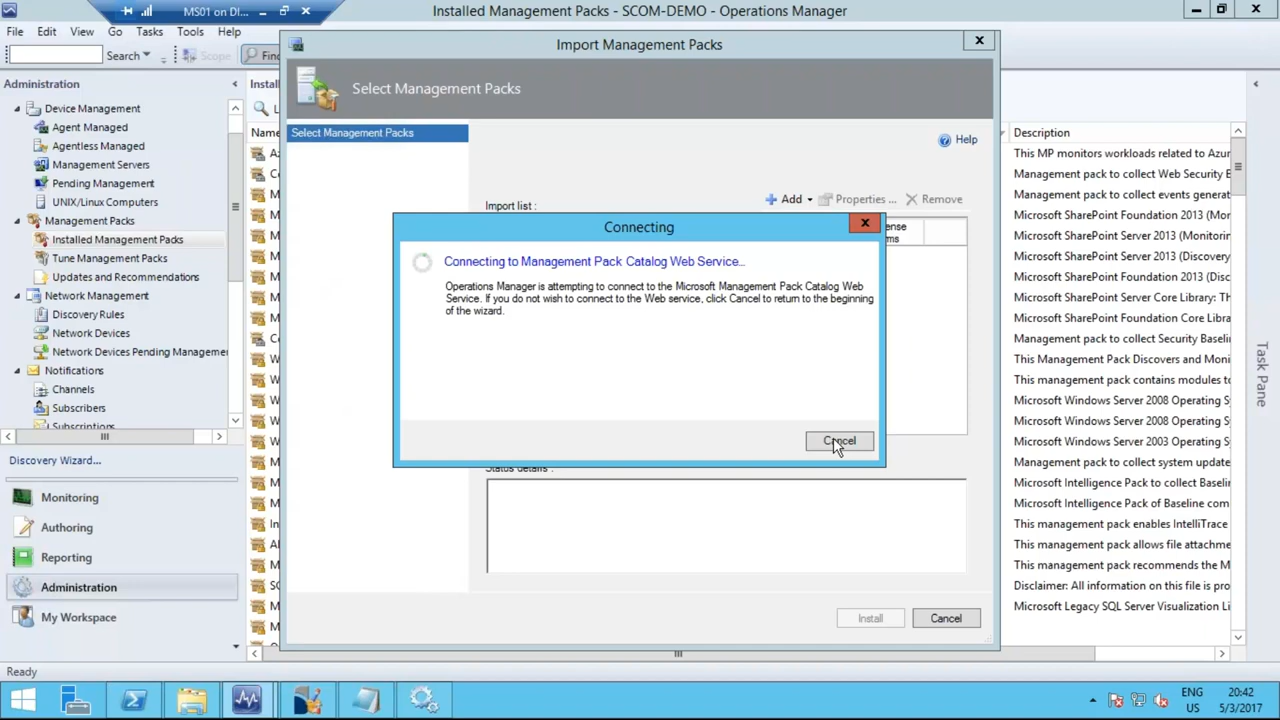 MS01 on DI...
Installed Management Packs - SCOM-DEMO - Operations Manager
File Edit View Go Tasks Tools Help
Search
Scope
Find
Administration
Device Management
Agent Managed
Agentless Managed
Management Servers
Pending Management
UNIX/Linux Computers
Management Packs
Installed Management Packs
Tune Management Packs
Updates and Recommendations
Network Management
Discovery Rules
Network Devices
Network Devices Pending Managemer
Notifications
Channels
Subscribers
Subscriptions
Discovery Wizard...
Monitoring
Authoring
Reporting
Administration
My Workspace
Ready
Import Management Packs
Select Management Packs
Select Management Packs
Help
Import list :
Add
Properties ...
Remove
Connecting
Connecting to Management Pack Catalog Web Service...
Operations Manager is attempting to connect to the Microsoft Management Pack Catalog Web
Service. If you do not wish to connect to the Web service, click Cancel to return to the beginning
of the wizard.
Cancel
Status details :
Install
Cancel
Description
This MP monitors workloads related to Azur
Management pack to collect Web Security E
Management pack to collect events generat
Microsoft SharePoint Foundation 2013 (Mor
Microsoft SharePoint Server 2013 (Monitorin
Microsoft SharePoint Server 2013 (Discovery
Microsoft SharePoint Foundation 2013 (Disc
Microsoft SharePoint Server Core Library: TH
Microsoft SharePoint Foundation Core Libra
Management pack to collect Security Baselin
This Management Pack Discovers and Moni
This management pack contains modules to
Microsoft Windows Server 2008 Operating Sy
Microsoft Windows Server 2008 Operating Sy
Microsoft Windows Server 2003 Operating Sy
Management pack to collect system update
Microsoft Intelligence Pack to collect Baselin
Microsoft Intelligence Pack of Baseline com
This management pack enables IntelliTrace
This management pack allows file attachme
This management pack recommends the M
Disclaimer: All information on this file is pro
Microsoft Legacy SQL Server Visualization Li
Task Pane
ENG
US
20:42
5/3/2017